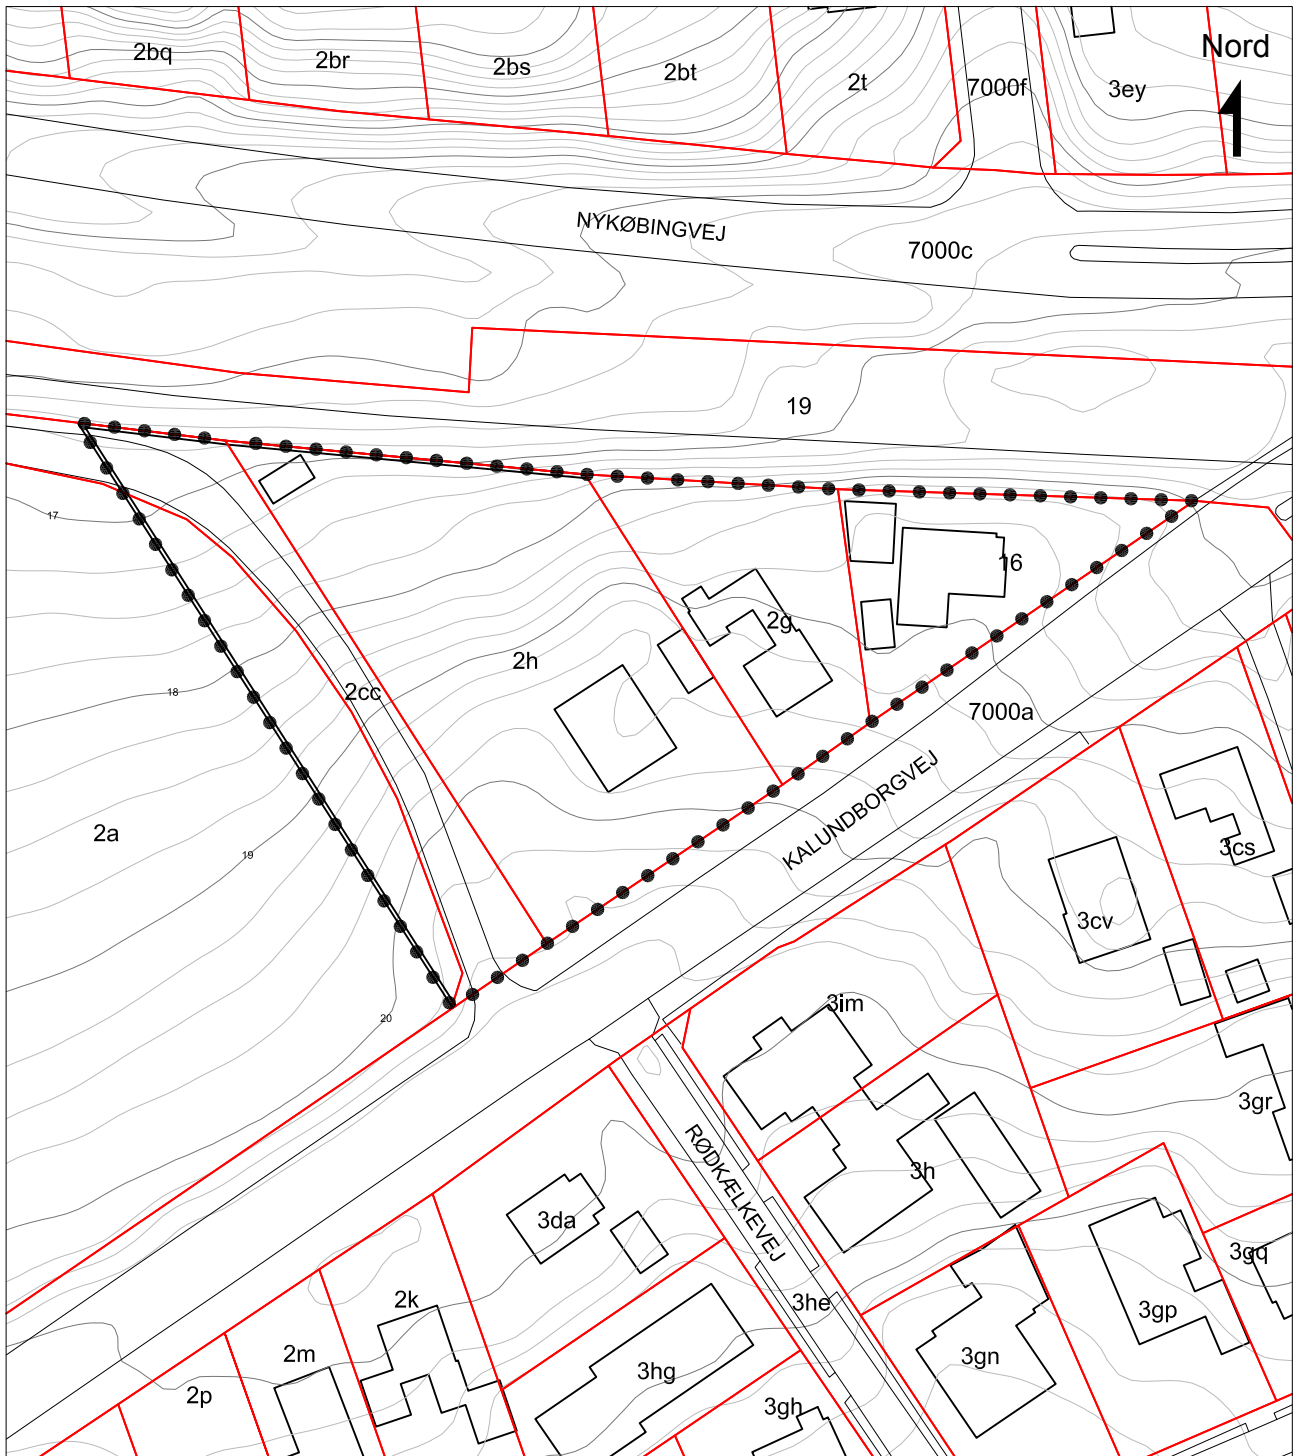 Nord
2bq
2br
2bs
2bt
2t
7000f
3ey
NYKØBINGVEJ
7000c
19
17
16
2g
2h
18
2cc
7000a
KALUNDBORGVEJ
2a
19
3cs
3cv
20
3im
3gr
RØDKÆLKEVEJ
3h
3da
3gq
2k
3he
3gp
2m
3gn
3hg
2p
3gh